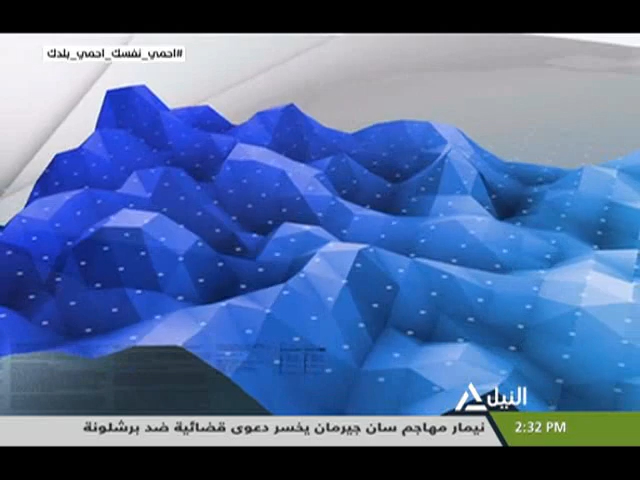 #احمي_نفسك_احمي_بلدك
النيل
نيمار مهاجم سان جيرمان يخسر دعوى قضائية ضد برشلونة
2:32 PM